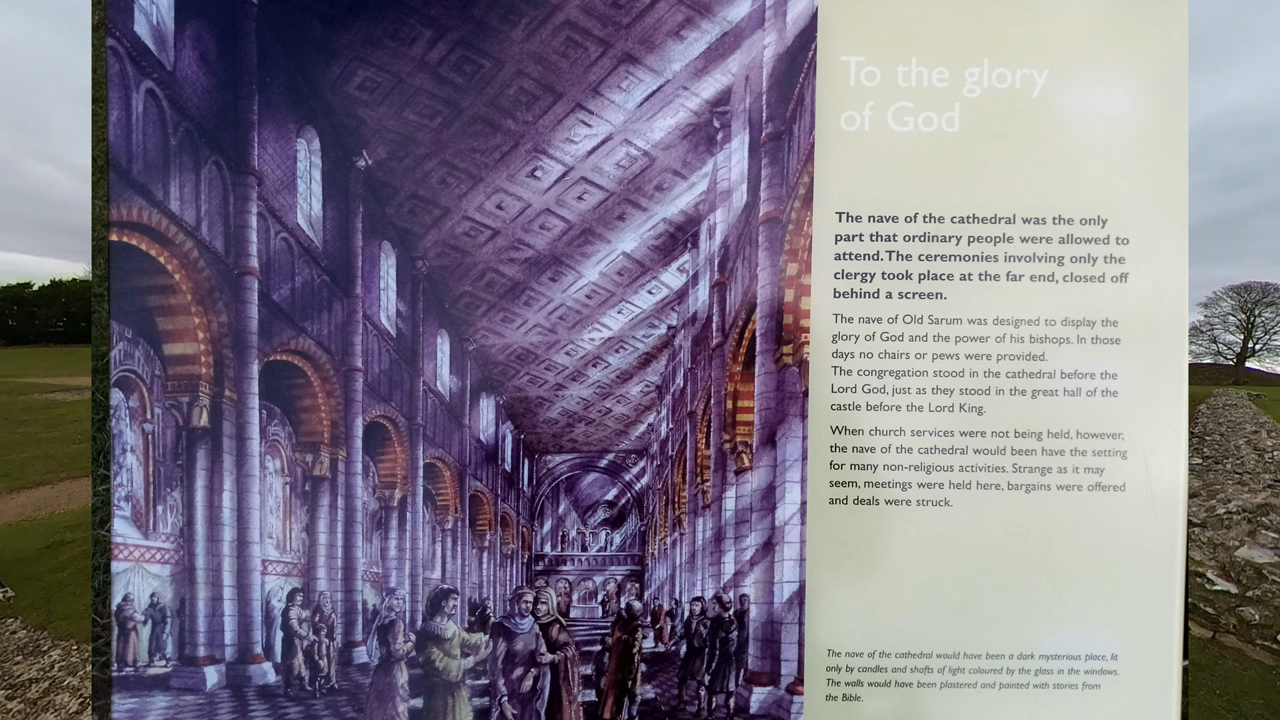 To the glory
of God
The nave of the cathedral was the only
part that ordinary people were allowed to
attend. The ceremonies involving only the
clergy took place at the far end, closed off
behind a screen.
The nave of Old Sarum was designed to display the
glory of God and the power of his bishops. In those
days no chairs or pews were provided.
The congregation stood in the cathedral before the
Lord God, just as they stood in the great hall of the
castle before the Lord King.
When church services were not being held, however,
the nave of the cathedral would been have the setting
for many non-religious activities. Strange as it may
seem, meetings were held here, bargains were offered
and deals were struck.
The nave of the cathedral would have been a dark mysterious place, lit
only by candles and shafts of light coloured by the glass in the windows.
The walls would have been plastered and painted with stories from
the Bible.